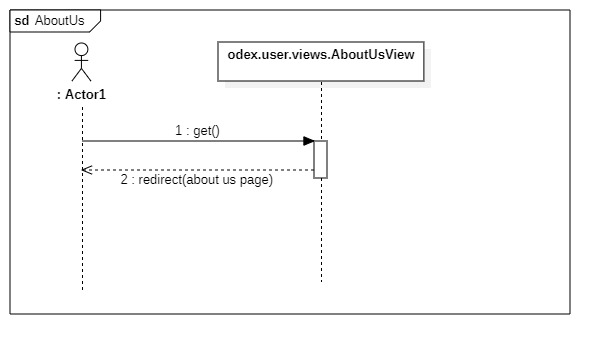 sd AboutUs
odex.user.views.AboutUsView
: Actor1
1 : get()
2 : redirect(about us page)